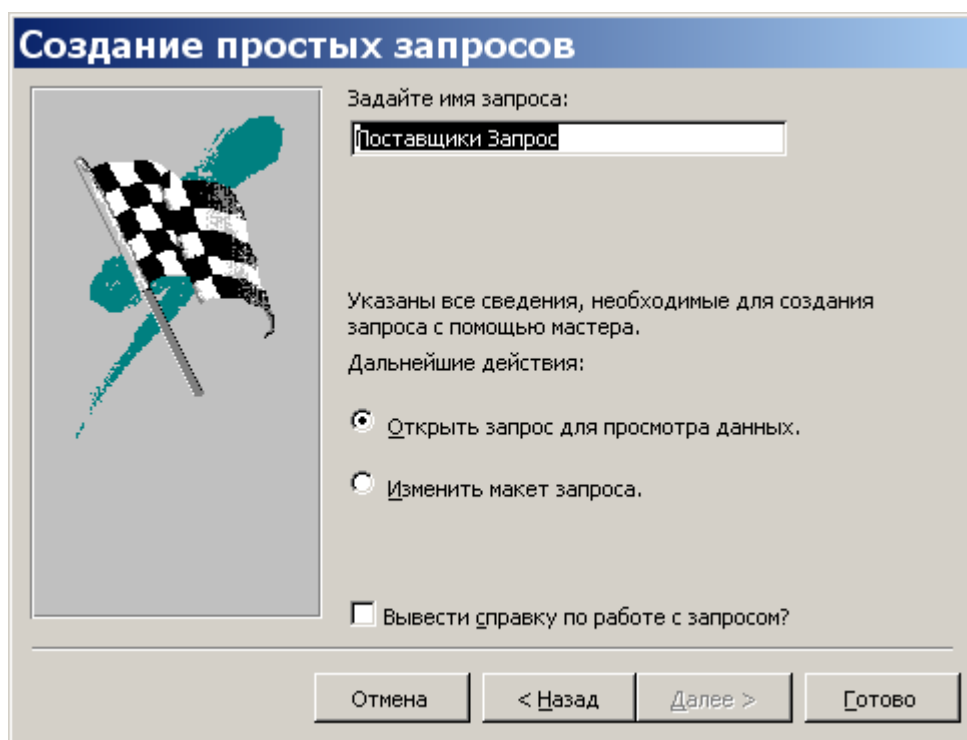 Создание простых запросов
Задайте имя запроса:
Поставщики Запрос
Указаны все сведения, необходимые для создания
запроса с помощью мастера.
Дальнейшие действия:
Открыть запрос для просмотра данных.
Изменить макет запроса.
Вывести справку по работе с запросом?
Отмена < Назад Далее > Готово